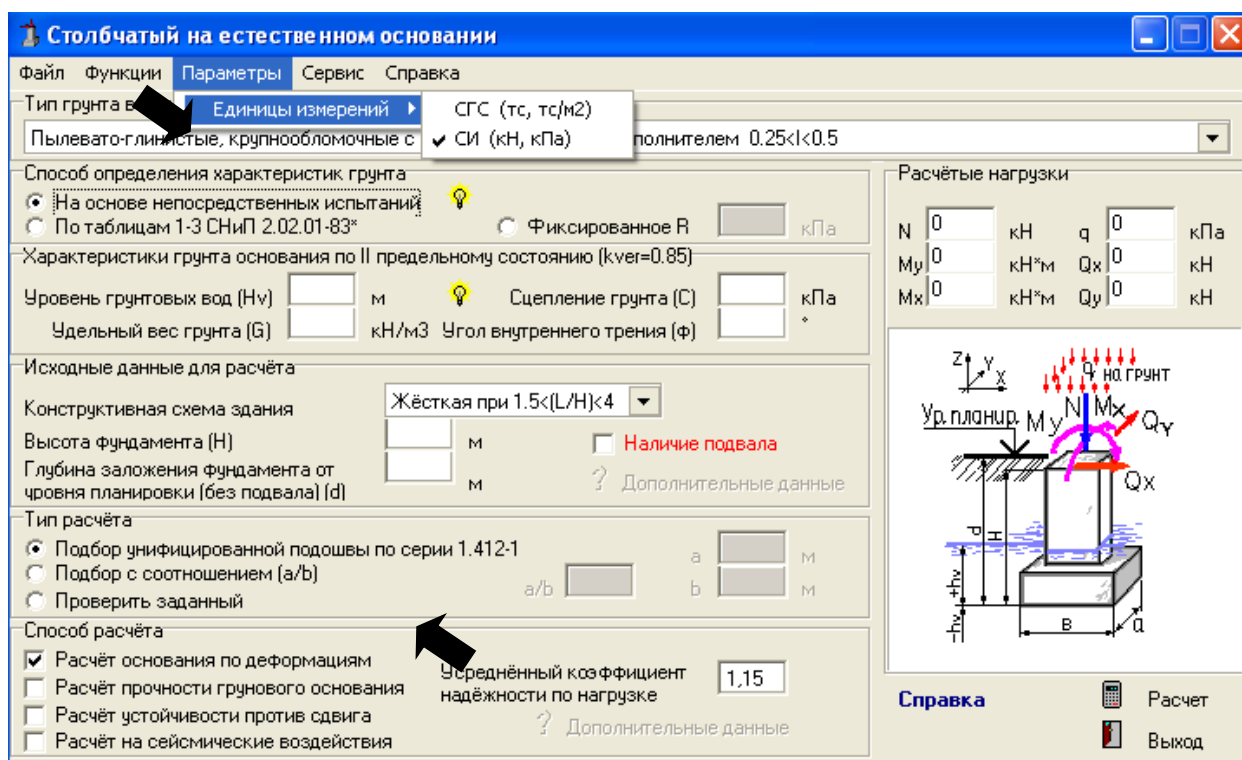 Столбчатый на естественном основании
Файл Функции Параметры Сервис Справка
Тип грунта в
Единицы измерений
СГС (тс, тс/м2)
СИ (кН, кПа)
Пылевато-глинистые, крупнообломочные с полнителем 0.25<I<0.5
Способ определения характеристик грунта
На основе непосредственных испытаний
По таблицам 1-3 СНиП 2.02.01-83*
Фиксированное R кПа
Характеристики грунта основания по II предельному состоянию (kver=0.85)
Уровень грунтовых вод (Hv) м Сцепление грунта (C) кПа
Удельный вес грунта (G) кН/м3 Угол внутреннего трения (φ) °
Исходные данные для расчёта
Конструктивная схема здания Жёсткая при 1.5<(L/H)<4
Высота фундамента (H) м Наличие подвала
Глубина заложения фундамента от
уровня планировки (без подвала) (d) м ? Дополнительные данные
Тип расчёта
Подбор унифицированной подошвы по серии 1.412-1
a м
Подбор с соотношением (a/b)
a/b b м
Проверить заданный
Способ расчёта
Расчёт основания по деформациям
Расчёт прочности грунового основания
Расчёт устойчивости против сдвига
Расчёт на сейсмические воздействия
Усреднённый коэффициент
надёжности по нагрузке 1,15
? Дополнительные данные
Расчётые нагрузки
N 0 кН q 0 кПа
My 0 кН*м Qx 0 кН
Mx 0 кН*м Qy 0 кН
Z Y X
q на грунт
Ур. планир. My N Mx Qy
Qx
d H
+hv
-hv
B a
Справка Расчет
Выход